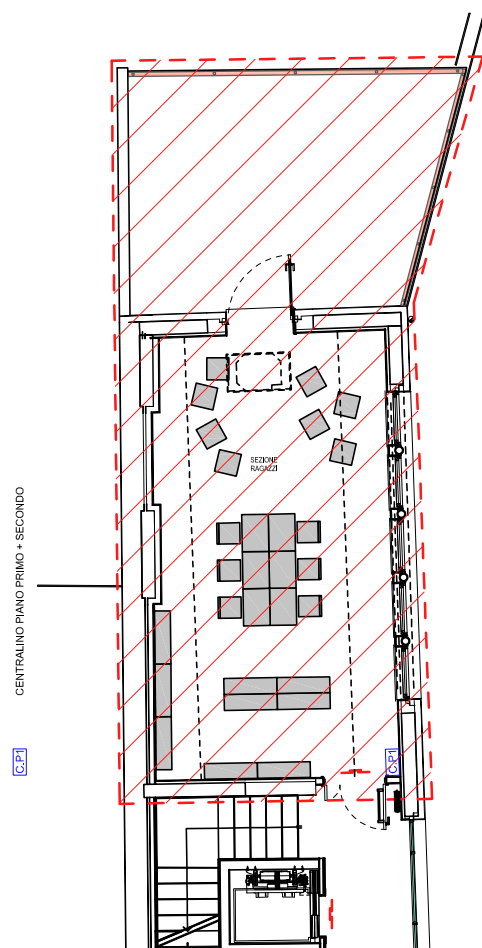 SEZIONE
RAGAZZI
CENTRALINO PIANO PRIMO + SECONDO
C.P1
C.P1